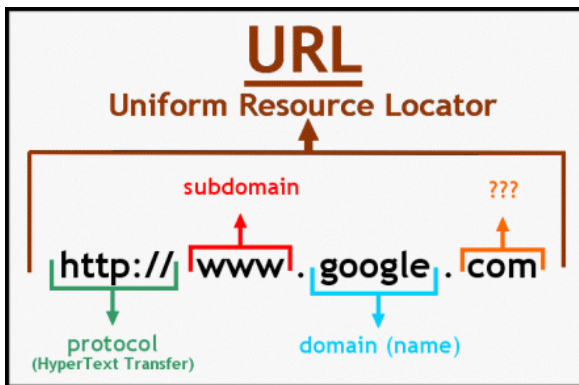 URL
Uniform Resource Locator
subdomain
???
http:// www . google . com
protocol
(HyperText Transfer)
domain (name)